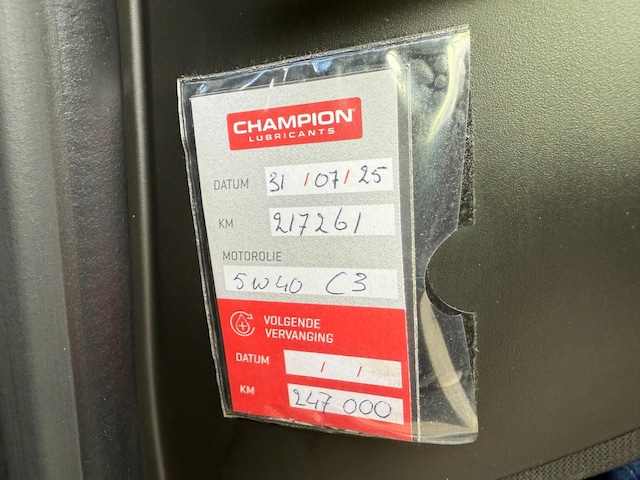 CHAMPION®
LUBRICANTS
DATUM 31 / 07 / 25
KM 217261
MOTOROLIE
5W40 C3
VOLGENDE
VERVANGING
DATUM / /
KM 247 000